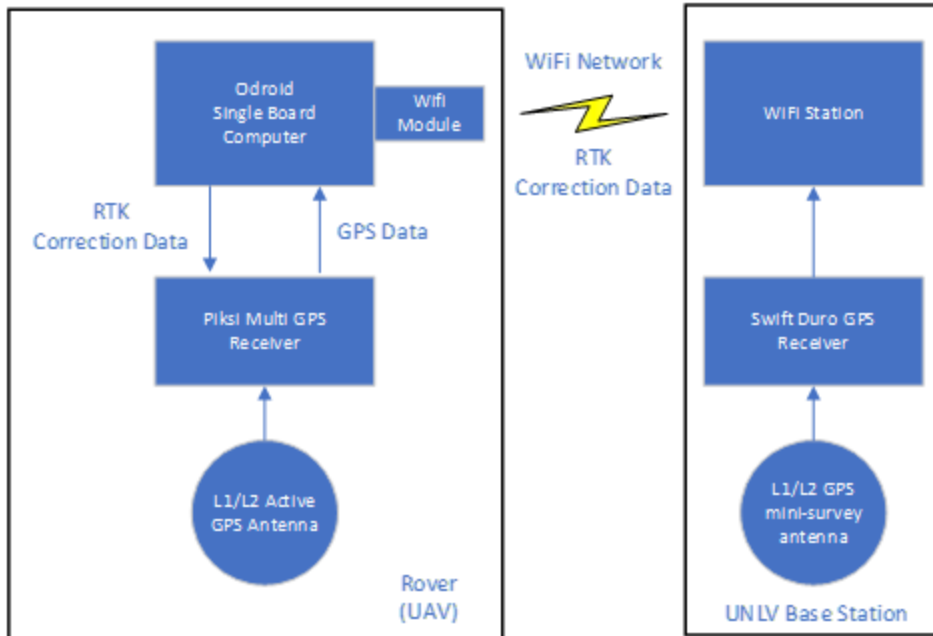 Odroid
Single Board
Computer
Wifi
Module
RTK
Correction Data
GPS Data
Piksi Multi GPS
Receiver
L1/L2 Active
GPS Antenna
Rover
(UAV)
WiFi Network
RTK
Correction Data
WiFi Station
Swift Duro GPS
Receiver
L1/L2 GPS
mini-survey
antenna
UNLV Base Station